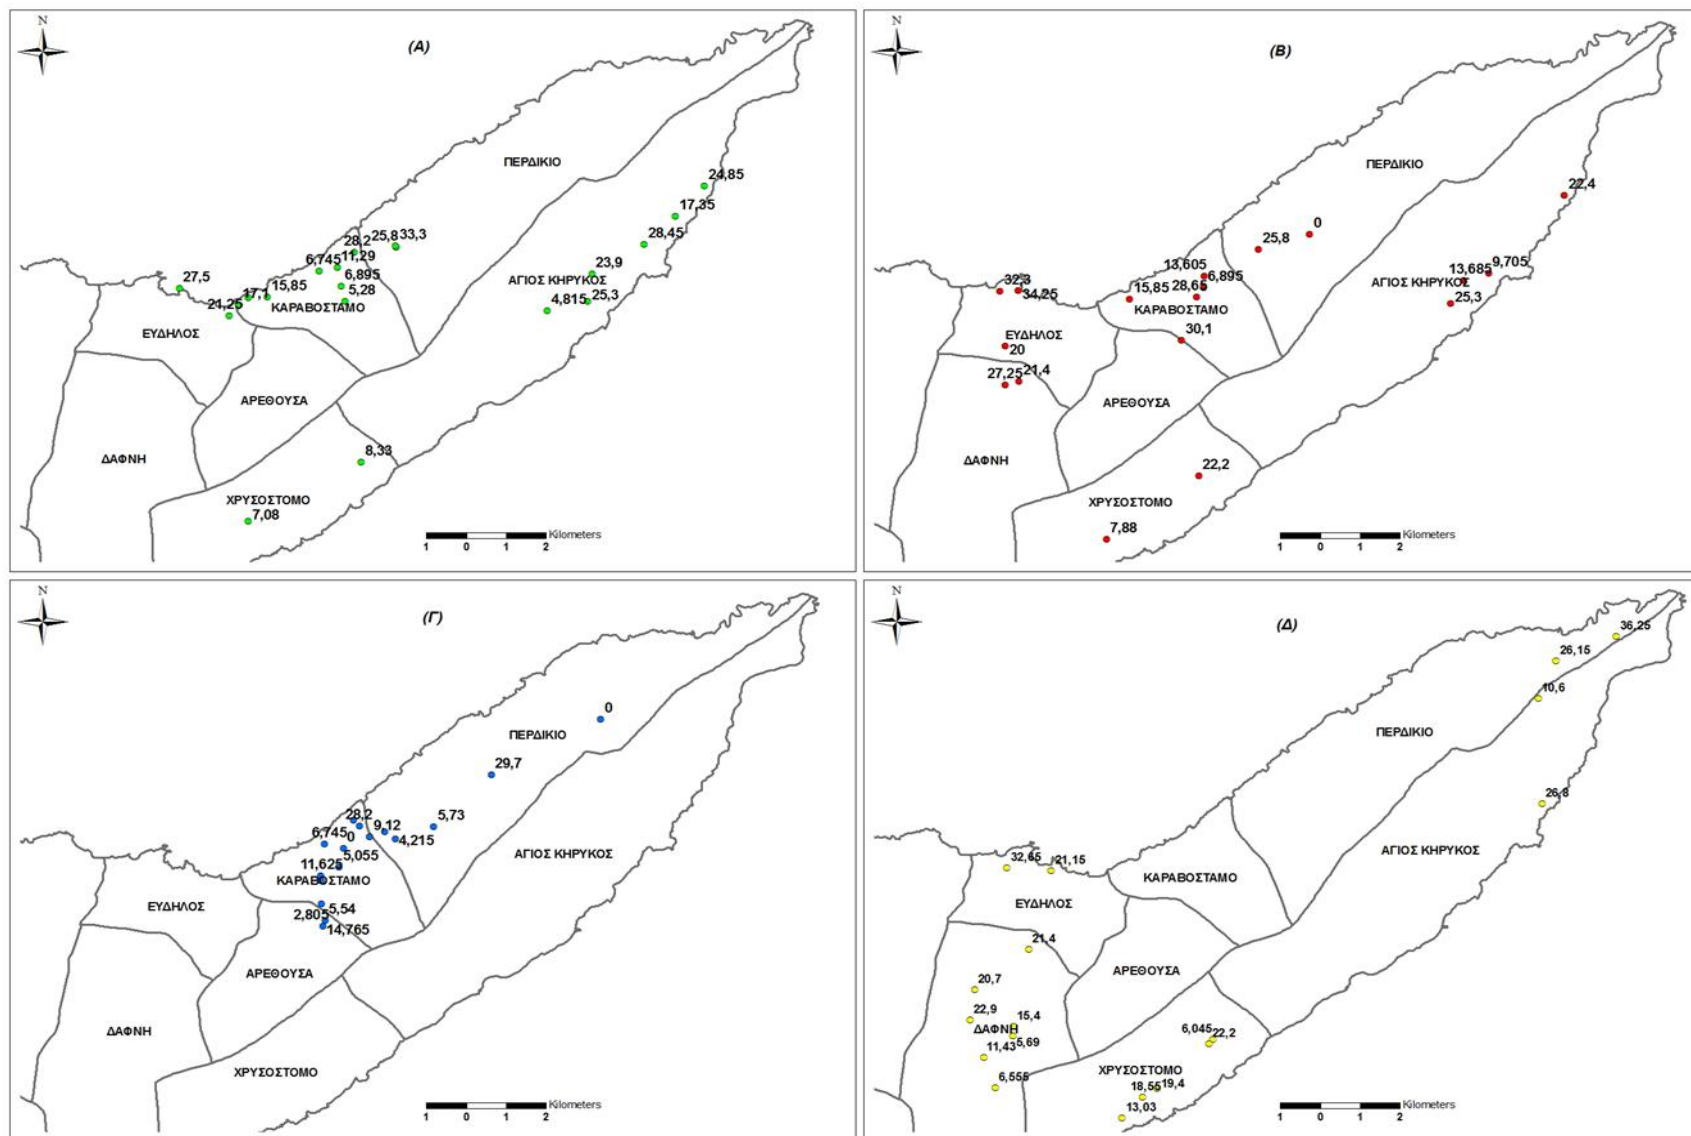 N
(Α)
ΠΕΡΔΙΚΙΟ
24,85
17,35
28,2
25,8
33,3
28,45
6,745
11,29
23,9
ΑΓΙΟΣ ΚΗΡΥΚΟΣ
27,5
6,895
17,1
15,85
5,28
4,815
25,3
21,25
ΚΑΡΑΒΟΣΤΑΜΟ
ΕΥΔΗΛΟΣ
ΑΡΕΘΟΥΣΑ
8,33
ΔΑΦΝΗ
ΧΡΥΣΟΣΤΟΜΟ
7,08
Kilometers
1 0 1 2
N
(Β)
ΠΕΡΔΙΚΙΟ
22,4
0
25,8
13,605
6,895
13,685
9,705
32,3
ΑΓΙΟΣ ΚΗΡΥΚΟΣ
34,25
15,85
28,65
25,3
ΚΑΡΑΒΟΣΤΑΜΟ
30,1
ΕΥΔΗΛΟΣ
20
27,25
21,4
ΑΡΕΘΟΥΣΑ
ΔΑΦΝΗ
22,2
ΧΡΥΣΟΣΤΟΜΟ
7,88
Kilometers
1 0 1 2
N
(Γ)
0
ΠΕΡΔΙΚΙΟ
29,7
28,2
9,12
5,73
6,745
0
4,215
5,055
ΑΓΙΟΣ ΚΗΡΥΚΟΣ
11,625
ΚΑΡΑΒΟΣΤΑΜΟ
ΕΥΔΗΛΟΣ
5,54
2,805
14,765
ΑΡΕΘΟΥΣΑ
ΔΑΦΝΗ
ΧΡΥΣΟΣΤΟΜΟ
Kilometers
1 0 1 2
N
(Δ)
36,25
26,15
10,6
ΠΕΡΔΙΚΙΟ
26,8
ΑΓΙΟΣ ΚΗΡΥΚΟΣ
32,65
21,15
ΚΑΡΑΒΟΣΤΑΜΟ
ΕΥΔΗΛΟΣ
21,4
ΑΡΕΘΟΥΣΑ
20,7
22,9
15,4
ΔΑΦΝΗ
5,69
6,045
22,2
11,43
ΧΡΥΣΟΣΤΟΜΟ
6,555
18,55
19,4
13,03
Kilometers
1 0 1 2